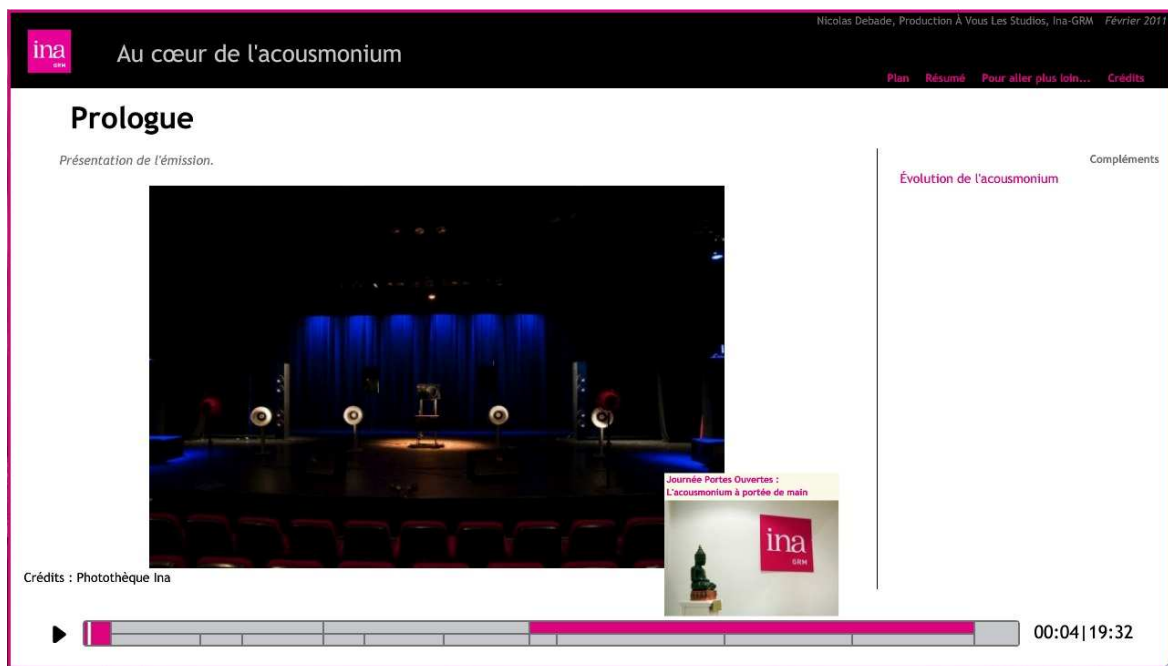 Nicolas Debade, Production À Vous Les Studios, Ina-GRM Février 2011
ina
GRM
Au cœur de l'acousmonium
Plan Résumé Pour aller plus loin... Crédits
Prologue
Présentation de l'émission.
Compléments
Évolution de l'acousmonium
Journée Portes Ouvertes :
L'acousmonium à portée de main
ina
GRM
Crédits : Photothèque Ina
00:04|19:32